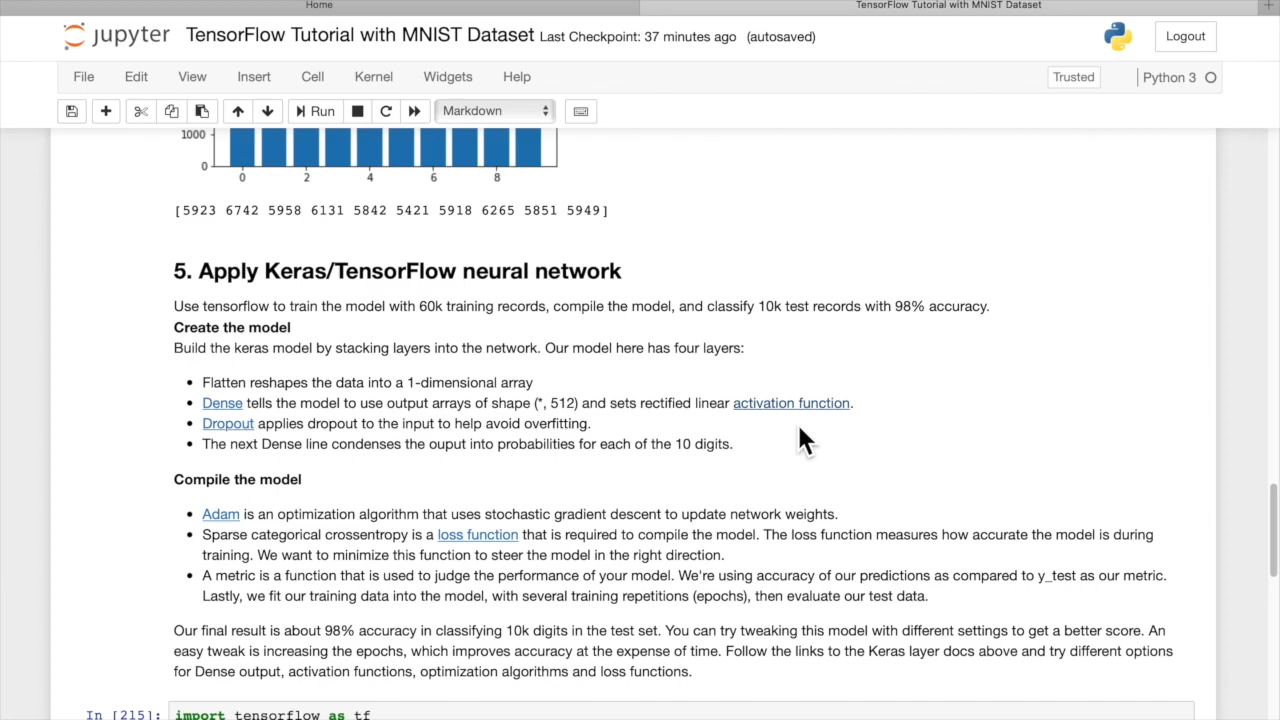 Home
TensorFlow Tutorial with MNIST Dataset
+
jupyter TensorFlow Tutorial with MNIST Dataset Last Checkpoint: 37 minutes ago (autosaved)
Logout
File Edit View Insert Cell Kernel Widgets Help
Trusted
Python 3
Run
Markdown
1000
0
0 2 4 6 8
[5923 6742 5958 6131 5842 5421 5918 6265 5851 5949]
5. Apply Keras/TensorFlow neural network
Use tensorflow to train the model with 60k training records, compile the model, and classify 10k test records with 98% accuracy.
Create the model
Build the keras model by stacking layers into the network. Our model here has four layers:
• Flatten reshapes the data into a 1-dimensional array
• Dense tells the model to use output arrays of shape (*, 512) and sets rectified linear activation function.
• Dropout applies dropout to the input to help avoid overfitting.
• The next Dense line condenses the ouput into probabilities for each of the 10 digits.
Compile the model
• Adam is an optimization algorithm that uses stochastic gradient descent to update network weights.
• Sparse categorical crossentropy is a loss function that is required to compile the model. The loss function measures how accurate the model is during
training. We want to minimize this function to steer the model in the right direction.
• A metric is a function that is used to judge the performance of your model. We're using accuracy of our predictions as compared to y_test as our metric.
Lastly, we fit our training data into the model, with several training repetitions (epochs), then evaluate our test data.
Our final result is about 98% accuracy in classifying 10k digits in the test set. You can try tweaking this model with different settings to get a better score. An
easy tweak is increasing the epochs, which improves accuracy at the expense of time. Follow the links to the Keras layer docs above and try different options
for Dense output, activation functions, optimization algorithms and loss functions.
In [215]: import tensorflow as tf